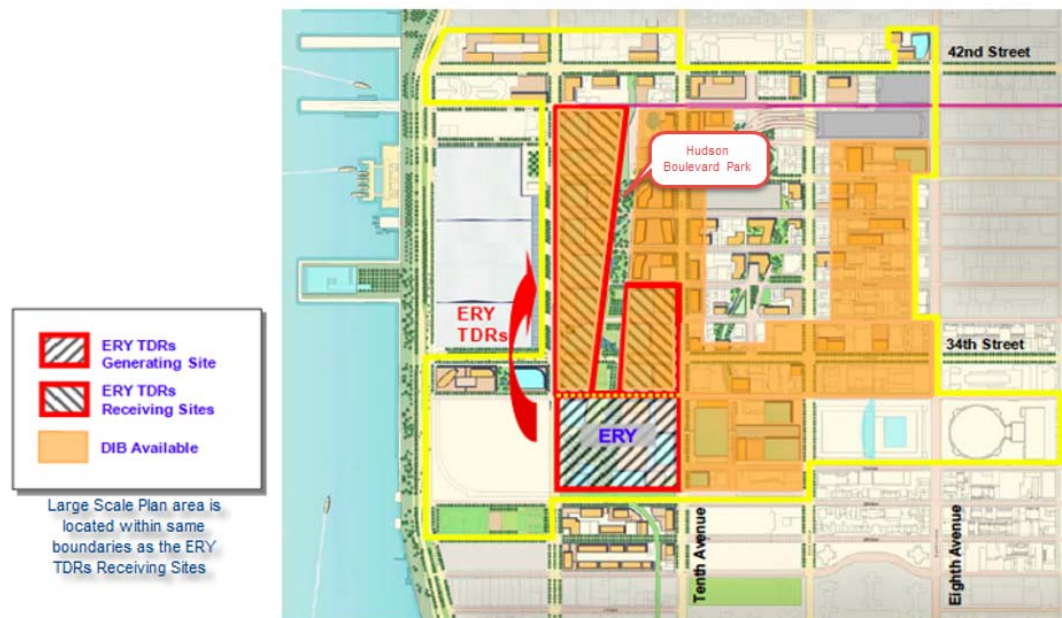 42nd Street
Hudson
Boulevard Park
ERY
TDRs
34th Street
ERY
Tenth Avenue
Eighth Avenue
ERY TDRs
Generating Site
ERY TDRs
Receiving Sites
DIB Available
Large Scale Plan area is
located within same
boundaries as the ERY
TDRs Receiving Sites